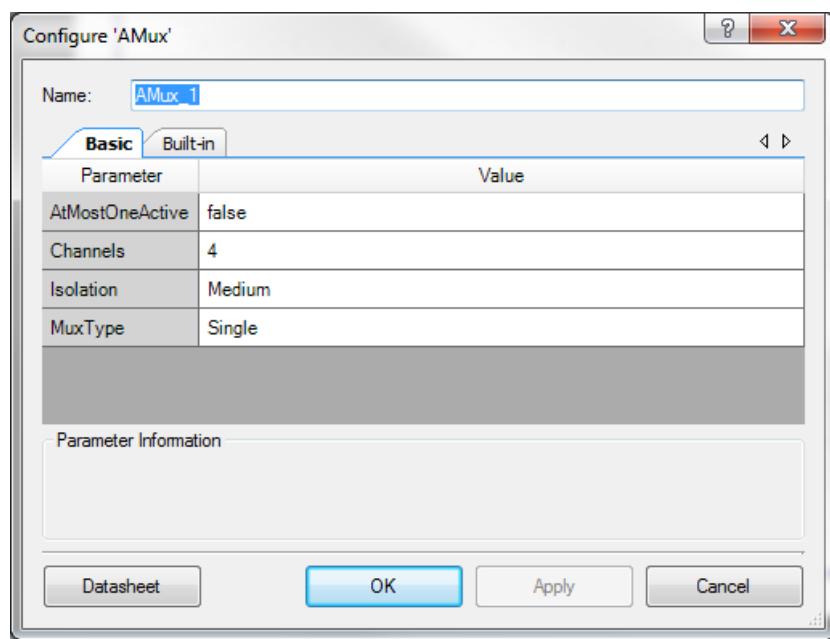 Configure 'AMux'
Name: AMux_1
Basic Built-in
Parameter Value
AtMostOneActive false
Channels 4
Isolation Medium
MuxType Single
Parameter Information
Datasheet OK Apply Cancel